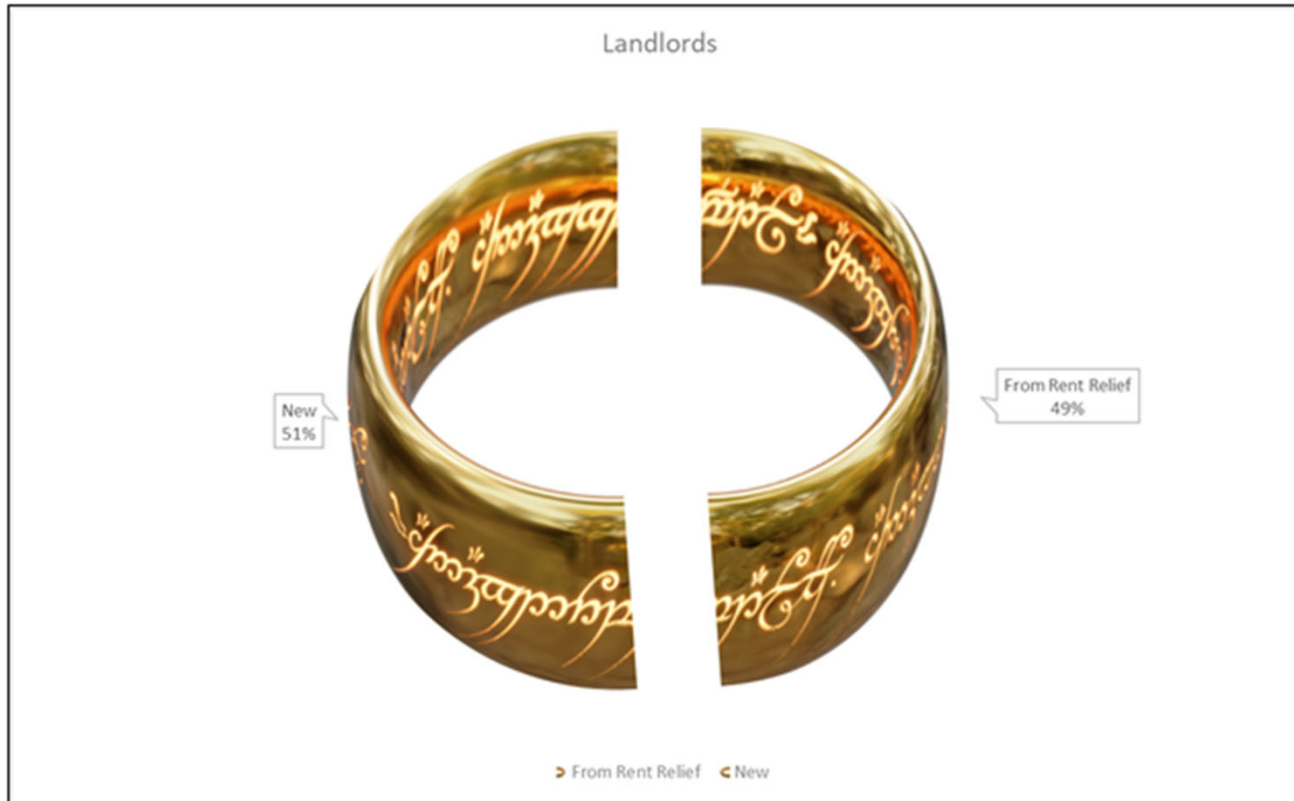 Landlords
New
51%
From Rent Relief
49%
From Rent Relief New